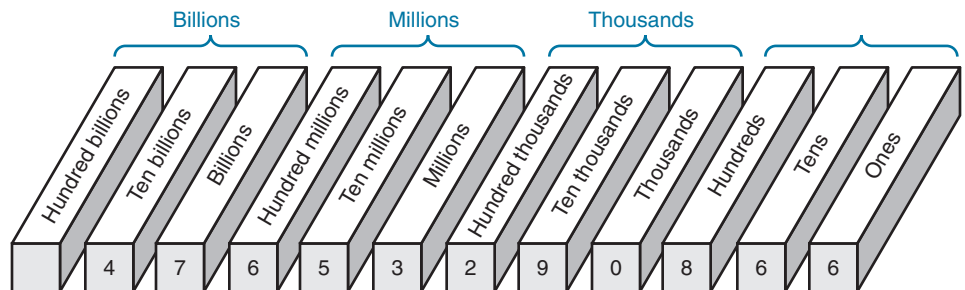 Billions Millions Thousands
Hundred billions
Ten billions
Billions
Hundred millions
Ten millions
Millions
Hundred thousands
Ten thousands
Thousands
Hundreds
Tens
Ones
4 7 6 5 3 2 9 0 8 6 6